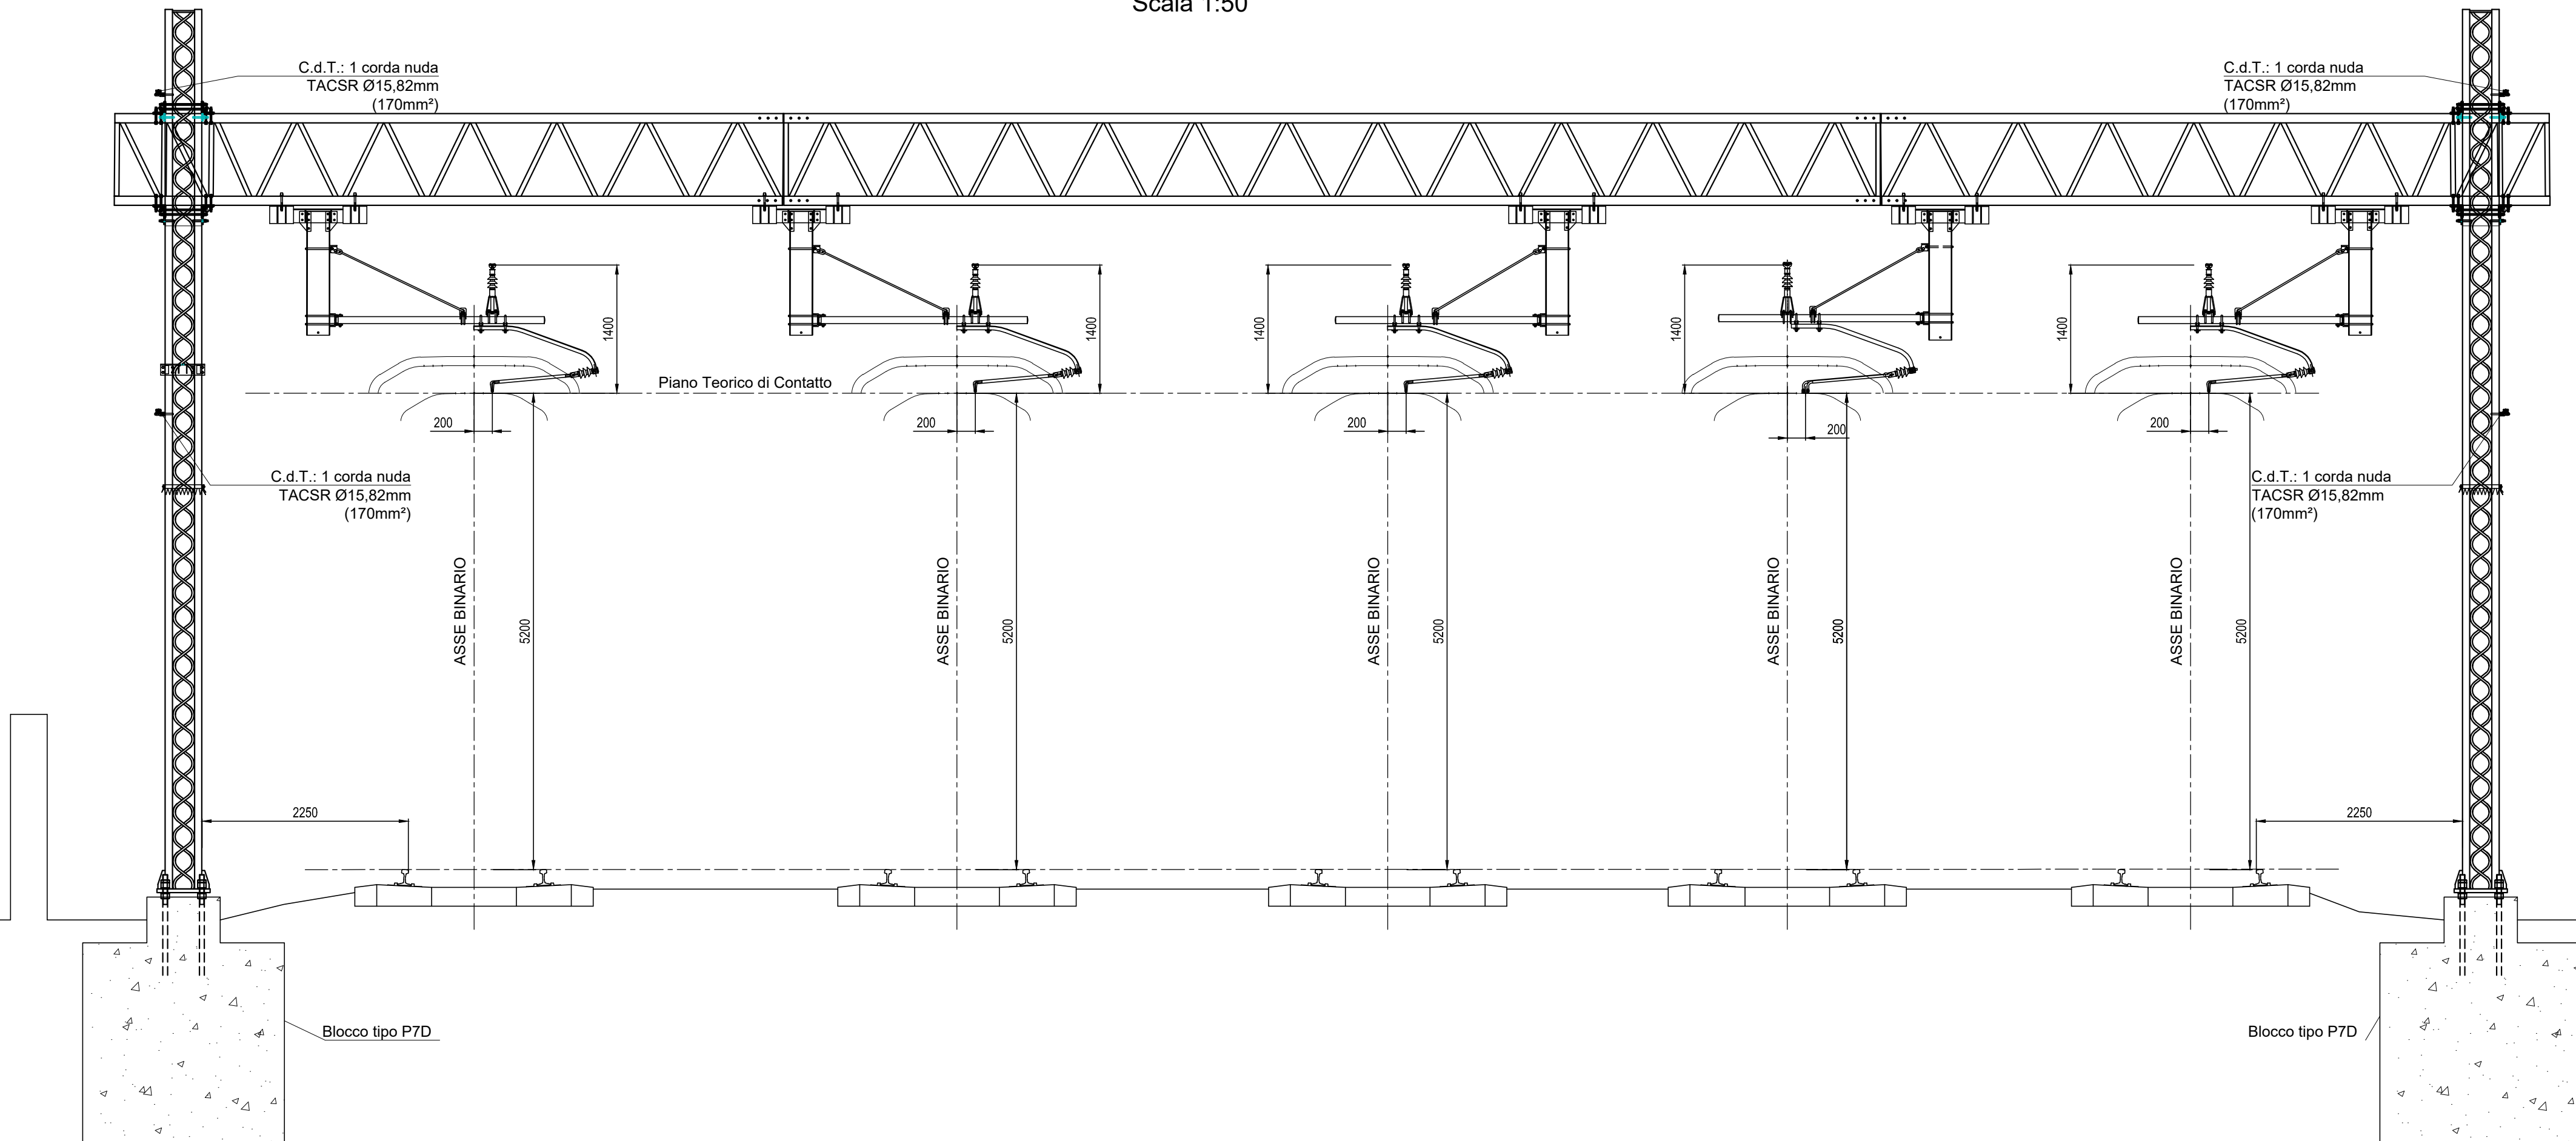 Scala 1:50
C.d.T.: 1 corda nuda
TACSR Ø15,82mm
(170mm²)
C.d.T.: 1 corda nuda
TACSR Ø15,82mm
(170mm²)
1400
1400
1400
1400
1400
Piano Teorico di Contatto
200
200
200
200
200
C.d.T.: 1 corda nuda
TACSR Ø15,82mm
(170mm²)
C.d.T.: 1 corda nuda
TACSR Ø15,82mm
(170mm²)
ASSE BINARIO
5200
ASSE BINARIO
5200
ASSE BINARIO
5200
ASSE BINARIO
5200
ASSE BINARIO
5200
2250
2250
Blocco tipo P7D
Blocco tipo P7D